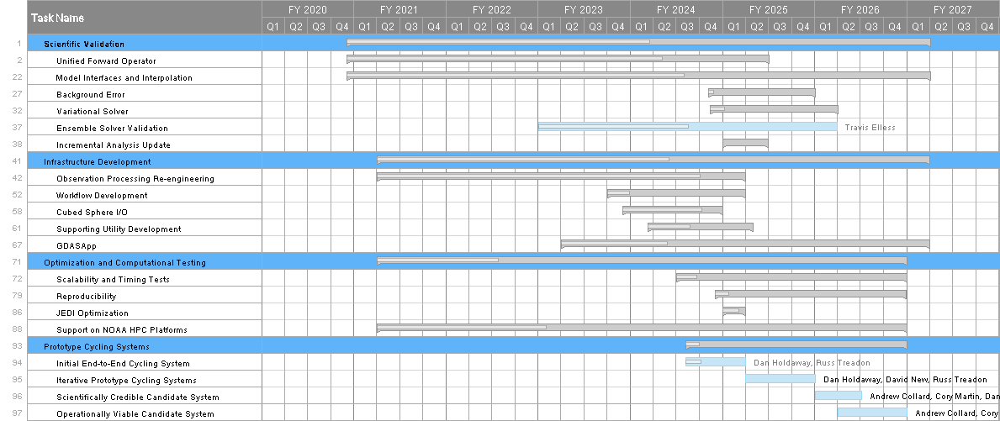 Task Name FY 2020 FY 2021 FY 2022 FY 2023 FY 2024 FY 2025 FY 2026 FY 2027
Q1 Q2 Q3 Q4 Q1 Q2 Q3 Q4 Q1 Q2 Q3 Q4 Q1 Q2 Q3 Q4 Q1 Q2 Q3 Q4 Q1 Q2 Q3 Q4 Q1 Q2 Q3 Q4 Q1 Q2 Q3 Q4
1 Scientific Validation
2 Unified Forward Operator
22 Model Interfaces and Interpolation
27 Background Error
32 Variational Solver
37 Ensemble Solver Validation Travis Elless
38 Incremental Analysis Update
41 Infrastructure Development
42 Observation Processing Re-engineering
52 Workflow Development
58 Cubed Sphere I/O
61 Supporting Utility Development
67 GDASApp
71 Optimization and Computational Testing
72 Scalability and Timing Tests
79 Reproducibility
86 JEDI Optimization
88 Support on NOAA HPC Platforms
93 Prototype Cycling Systems
94 Initial End-to-End Cycling System Dan Holdaway, Russ Treadon
95 Iterative Prototype Cycling Systems Dan Holdaway, David New, Russ Treadon
96 Scientifically Credible Candidate System Andrew Collard, Cory Martin, Dan
97 Operationally Viable Candidate System Andrew Collard, Cory